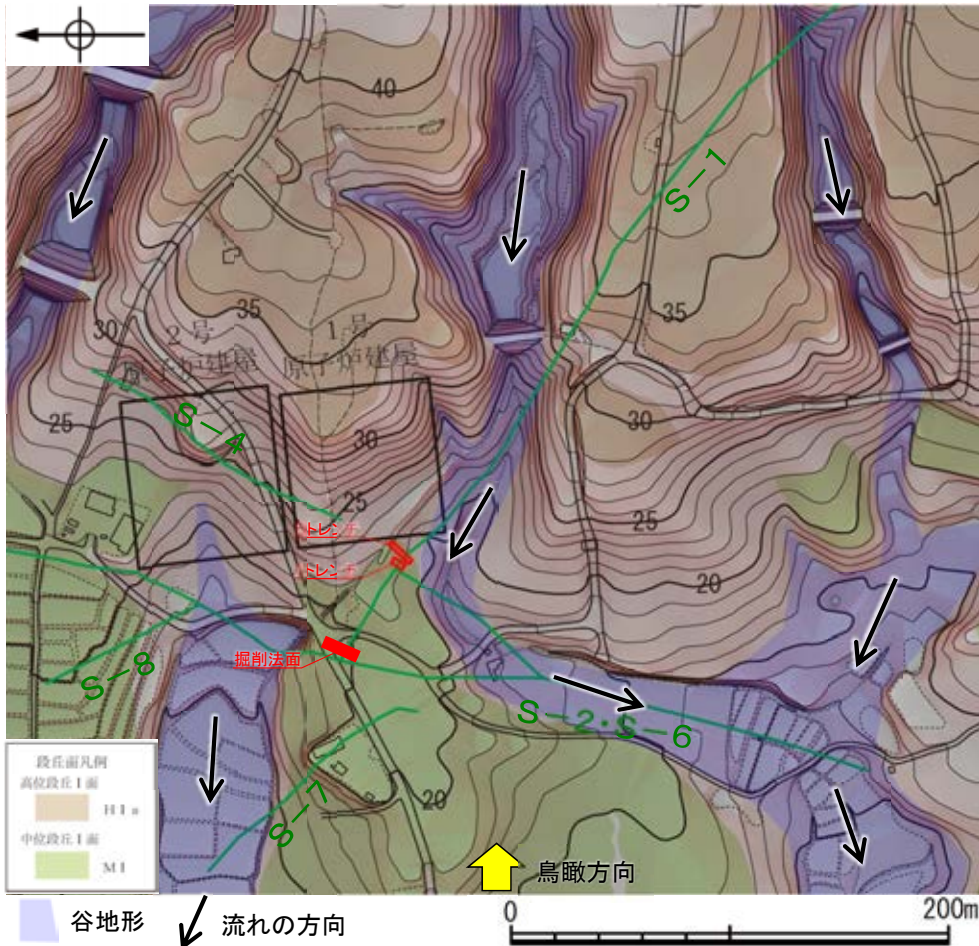 40
S-1
35
30
2号
原子炉建屋
1号
原子炉建屋
35
25
S-4
30
30
25
トレンチ
トレンチ
25
20
掘削法面
S-8
S-2・S-6
S-7
20
段丘面凡例
高位段丘Ⅰ面
HⅠa
中位段丘Ⅰ面
MⅠ
鳥瞰方向
谷地形
流れの方向
0
200m